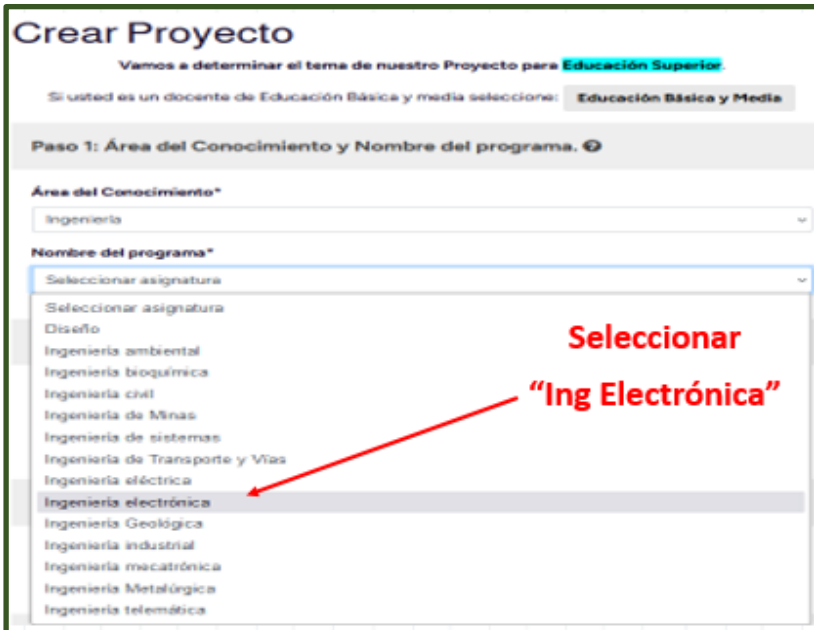 Crear Proyecto
Vamos a determinar el tema de nuestro Proyecto para Educación Superior.
Si usted es un docente de Educación Básica y media seleccione: Educación Básica y Media
Paso 1: Área del Conocimiento y Nombre del programa.
Área del Conocimiento*
Ingeniería
Nombre del programa*
Seleccionar asignatura
Seleccionar asignatura
Diseño
Ingeniería ambiental
Ingeniería bioquímica
Ingeniería civil
Ingeniería de Minas
Ingeniería de sistemas
Ingeniería de Transporte y Vías
Ingeniería eléctrica
Ingeniería electrónica
Ingeniería Geológica
Ingeniería industrial
Ingeniería mecatrónica
Ingeniería Metalúrgica
Ingeniería telemática
Seleccionar
“Ing Electrónica”